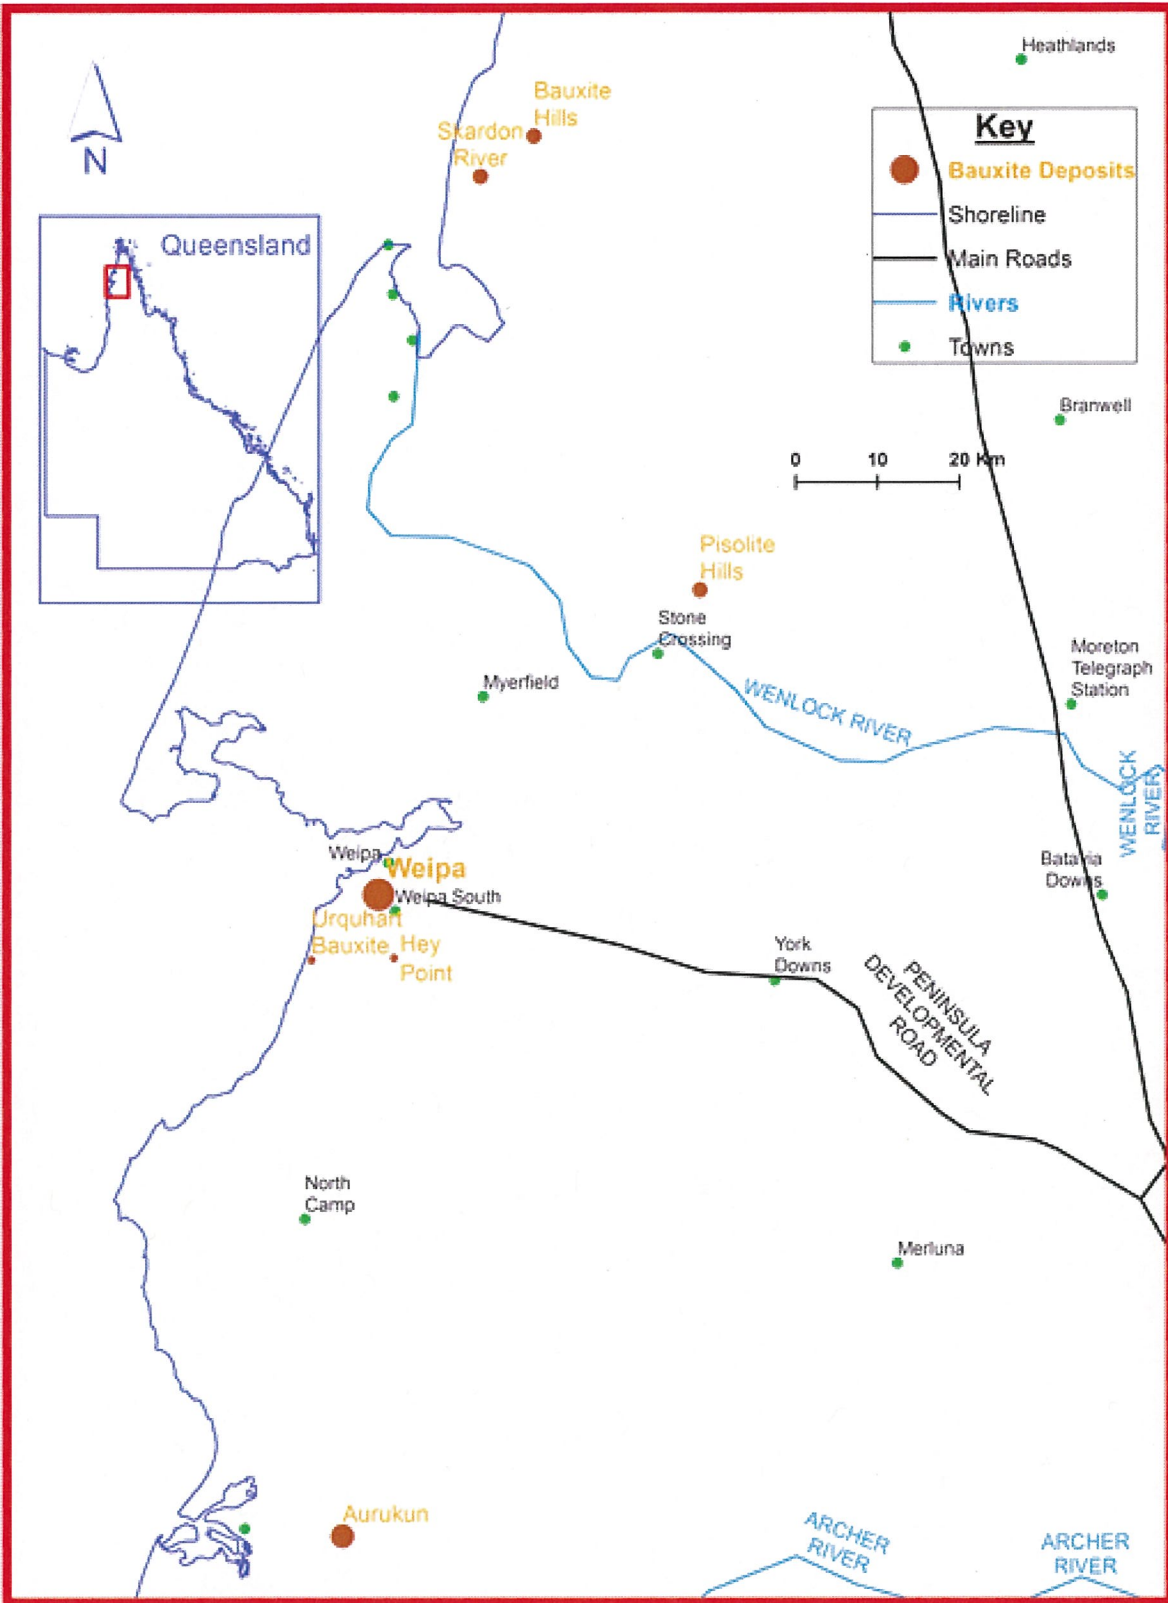 Heathlands
Bauxite
Hills
Skardon
River
N
Key
Bauxite Deposits
Shoreline
Main Roads
Rivers
Towns
Queensland
Branwell
0 10 20 Km
Pisolite
Hills
Stone
Crossing
Moreton
Telegraph
Station
Myerfield
WENLOCK RIVER
WENLOCK
RIVER
Weipa
Weipa
Weipa South
Batavia
Downs
Urquhart
Bauxite
Hey
Point
York
Downs
PENINSULA
DEVELOPMENTAL
ROAD
North
Camp
Merluna
Aurukun
ARCHER
RIVER
ARCHER
RIVER